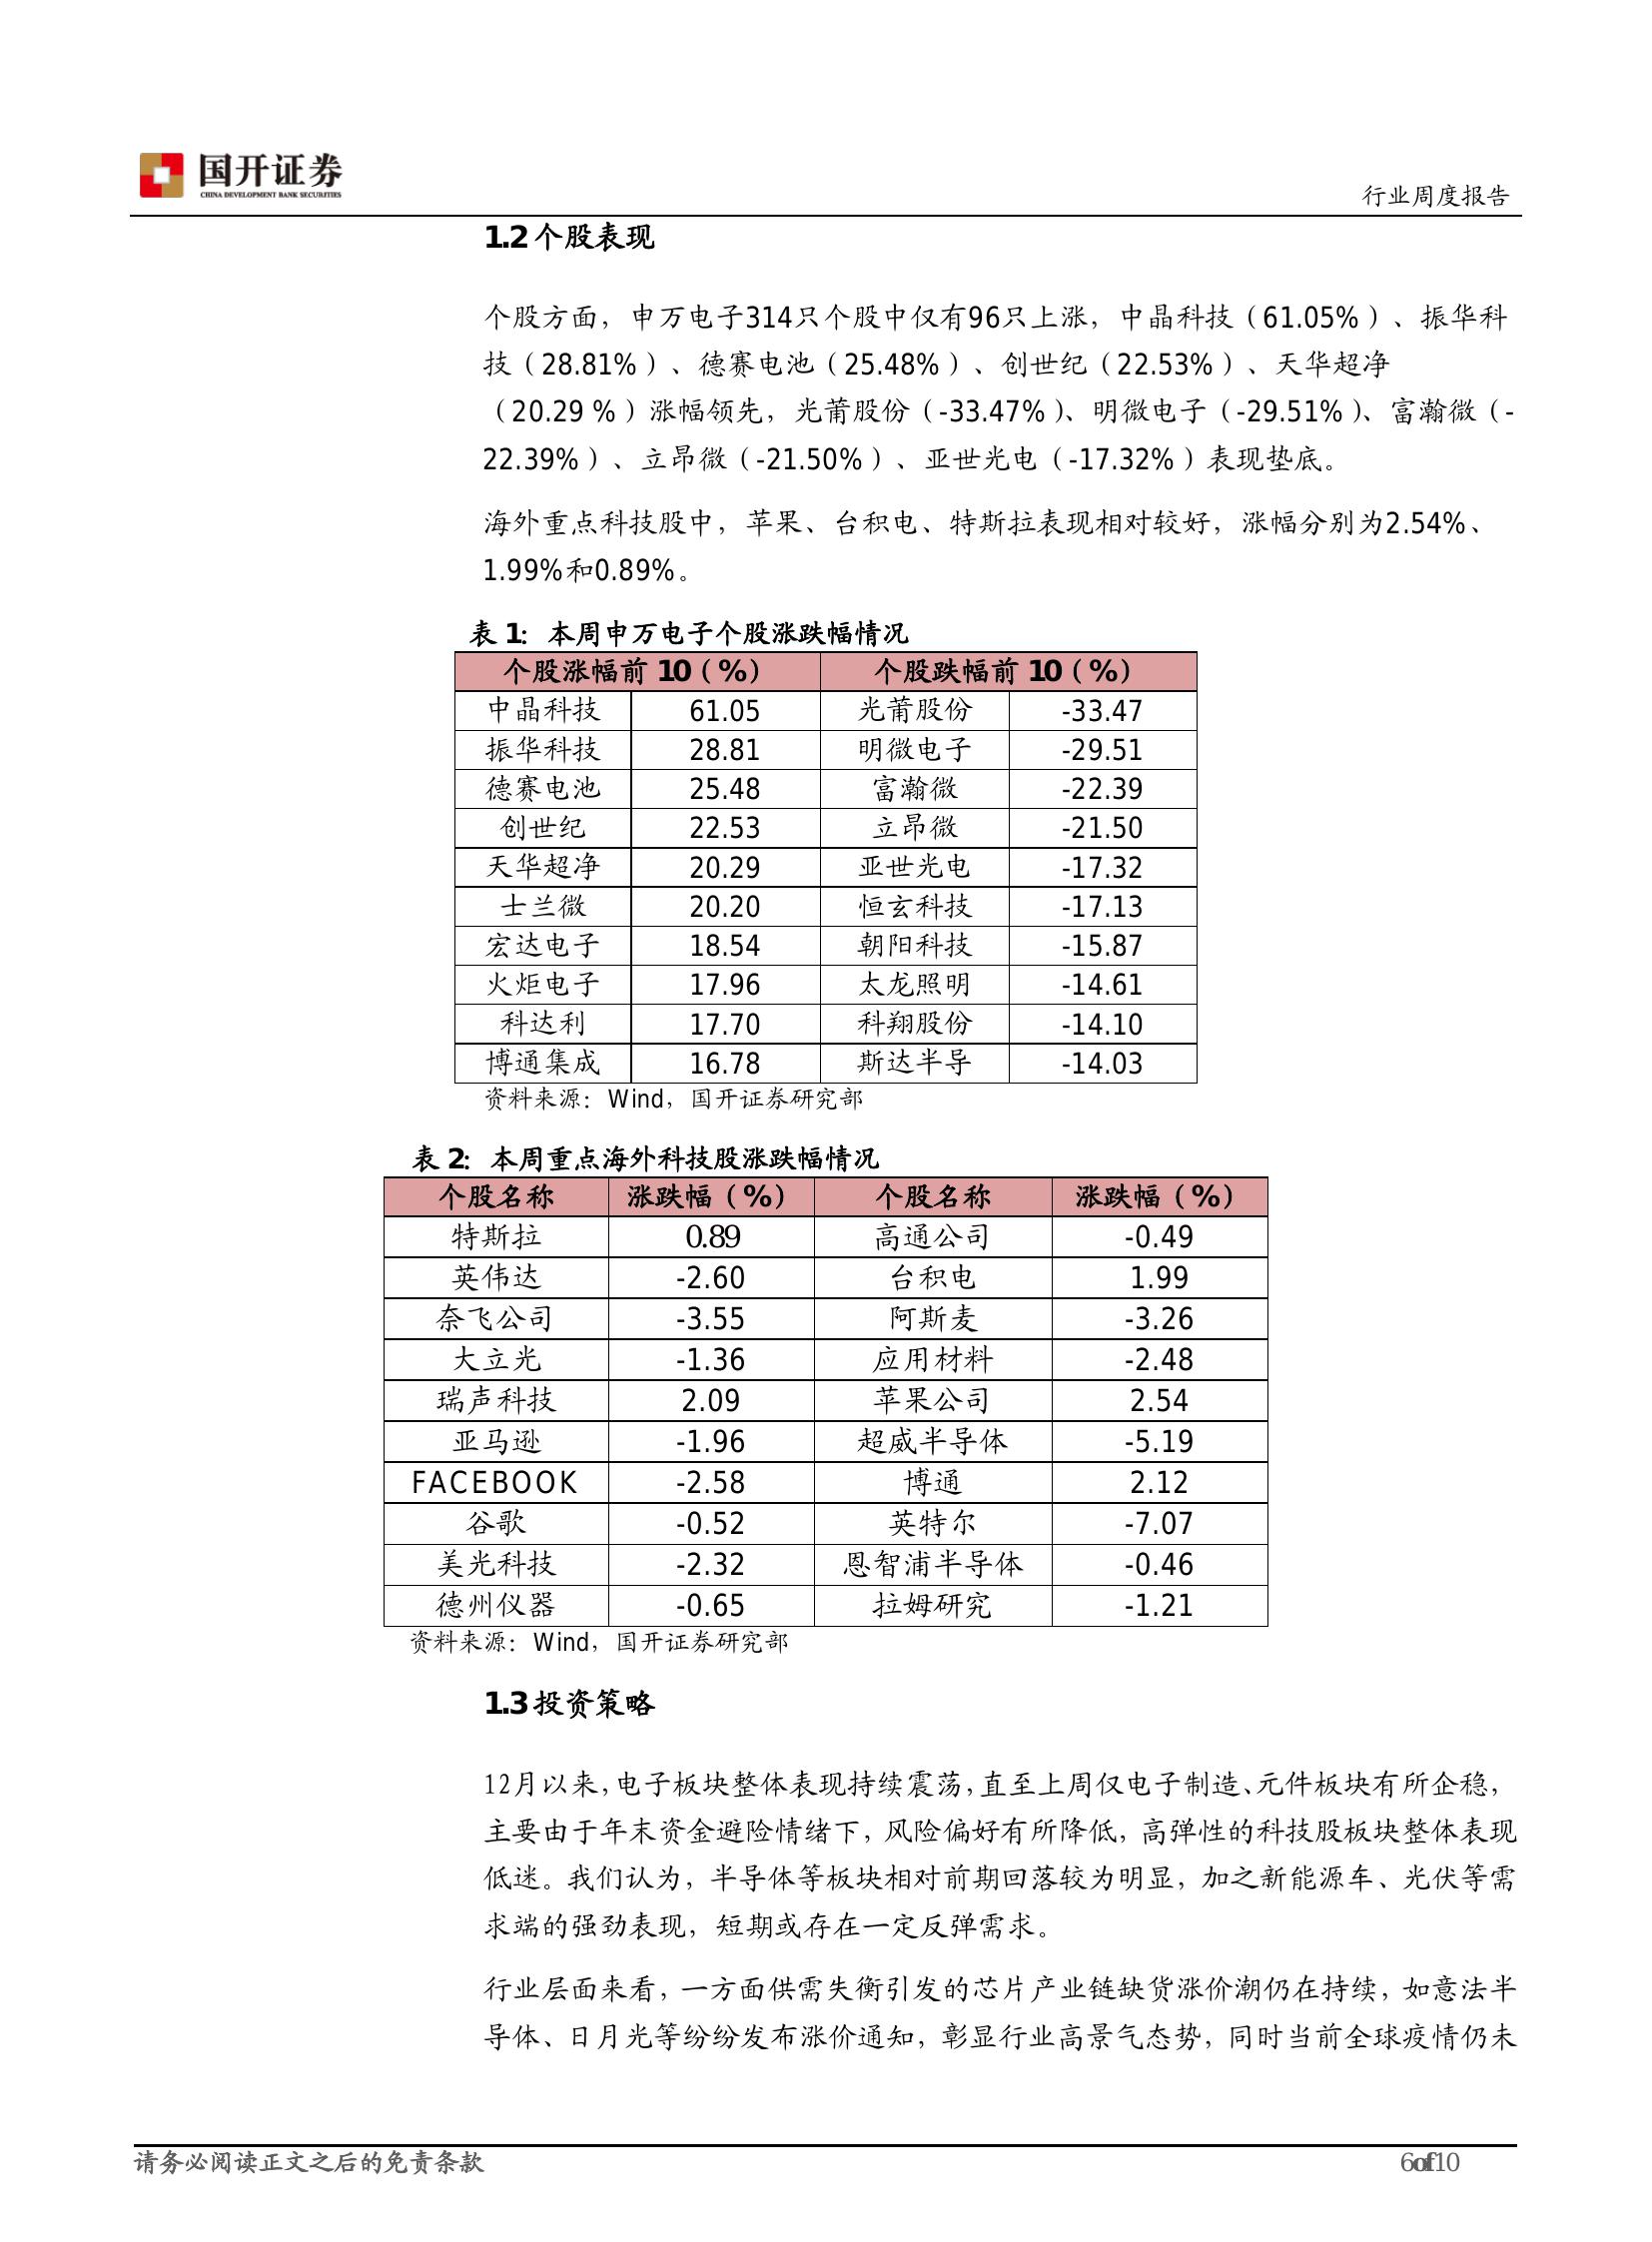 国开证券
CHINA DEVELOPMENT BANK SECURITIES
行业周度报告
1.2 个股表现
个股方面，申万电子314只个股中仅有96只上涨，中晶科技（61.05%）、振华科
技（28.81%）、德赛电池（25.48%）、创世纪（22.53%）、天华超净
（20.29 %）涨幅领先，光莆股份（-33.47%）、明微电子（-29.51%）、富瀚微（-
22.39%）、立昂微（-21.50%）、亚世光电（-17.32%）表现垫底。
海外重点科技股中，苹果、台积电、特斯拉表现相对较好，涨幅分别为2.54%、
1.99%和0.89%。
表 1：本周申万电子个股涨跌幅情况
个股涨幅前 10（%） 个股跌幅前 10（%）
中晶科技 61.05 光莆股份 -33.47
振华科技 28.81 明微电子 -29.51
德赛电池 25.48 富瀚微 -22.39
创世纪 22.53 立昂微 -21.50
天华超净 20.29 亚世光电 -17.32
士兰微 20.20 恒玄科技 -17.13
宏达电子 18.54 朝阳科技 -15.87
火炬电子 17.96 太龙照明 -14.61
科达利 17.70 科翔股份 -14.10
博通集成 16.78 斯达半导 -14.03
资料来源：Wind，国开证券研究部
表 2：本周重点海外科技股涨跌幅情况
个股名称 涨跌幅（%） 个股名称 涨跌幅（%）
特斯拉 0.89 高通公司 -0.49
英伟达 -2.60 台积电 1.99
奈飞公司 -3.55 阿斯麦 -3.26
大立光 -1.36 应用材料 -2.48
瑞声科技 2.09 苹果公司 2.54
亚马逊 -1.96 超威半导体 -5.19
FACEBOOK -2.58 博通 2.12
谷歌 -0.52 英特尔 -7.07
美光科技 -2.32 恩智浦半导体 -0.46
德州仪器 -0.65 拉姆研究 -1.21
资料来源：Wind，国开证券研究部
1.3 投资策略
12月以来，电子板块整体表现持续震荡，直至上周仅电子制造、元件板块有所企稳，
主要由于年末资金避险情绪下，风险偏好有所降低，高弹性的科技股板块整体表现
低迷。我们认为，半导体等板块相对前期回落较为明显，加之新能源车、光伏等需
求端的强劲表现，短期或存在一定反弹需求。
行业层面来看，一方面供需失衡引发的芯片产业链缺货涨价潮仍在持续，如意法半
导体、日月光等纷纷发布涨价通知，彰显行业高景气态势，同时当前全球疫情仍未
请务必阅读正文之后的免责条款
6of10